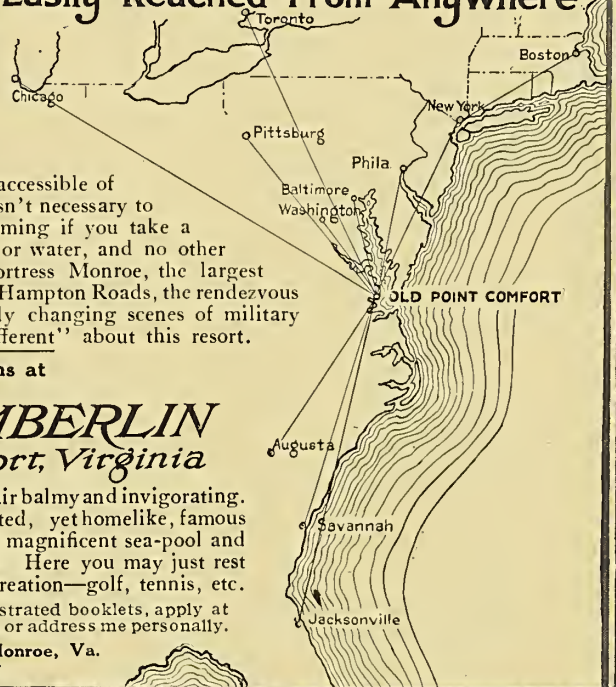 Easily Reached From Anywhere
Toronto
Boston
Chicago
New York
Pittsburg
Phila.
Baltimore
Washington
OLD POINT COMFORT
Augusta
Savannah
Jacksonville
accessible of
sn't necessary to
ming if you take a
or water, and no other
ortress Monroe, the largest
Hampton Roads, the rendezvous
ly changing scenes of military
fferent" about this resort.
ns at
MBERLIN
ort, Virginia
air balmy and invigorating.
ted, yet homelike, famous
magnificent sea-pool and
Here you may just rest
reation—golf, tennis, etc.
strated booklets, apply at
or address me personally.
Monroe, Va.